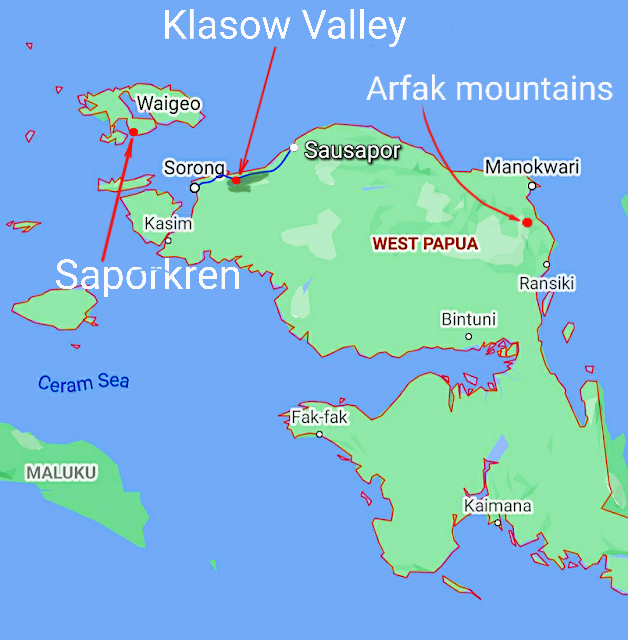 Klasow Valley
Arfak mountains
Waigeo
Sausapor
Sorong
Manokwari
Kasim
WEST PAPUA
Saporkren
Ransiki
Bintuni
Ceram Sea
Fak-fak
MALUKU
Kaimana